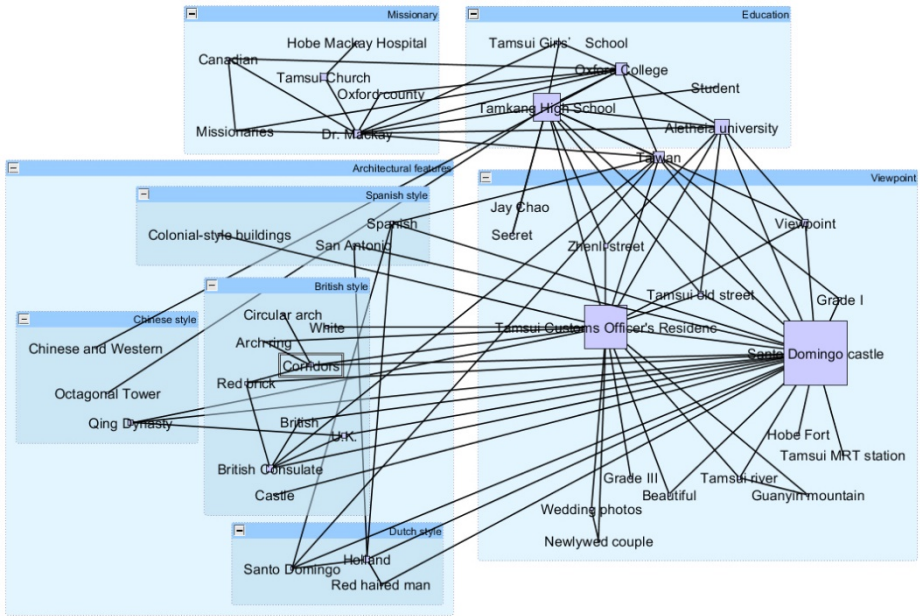 Missionary
Hobe Mackay Hospital
Canadian
Tamsui Church
Oxford county
Missionaries
Dr. Mackay
Education
Tamsui Girls' School
Oxford College
Student
Tamkang High School
Aletheia university
Taiwan
Architectural features
Spanish style
Colonial-style buildings
Spanish
San Antonio
British style
Circular arch
White
Arch ring
Corridors
Red brick
British
U.K.
British Consulate
Castle
Chinese style
Chinese and Western
Octagonal Tower
Qing Dynasty
Dutch style
Santo Domingo
Holland
Red haired man
Viewpoint
Jay Chao
Secret
Viewpoint
Zhenli street
Tamsui old street
Grade I
Tamsui Customs Officer's Residenc
Santo Domingo castle
Hobe Fort
Tamsui MRT station
Grade III
Tamsui river
Beautiful
Guanyin mountain
Wedding photos
Newlywed couple